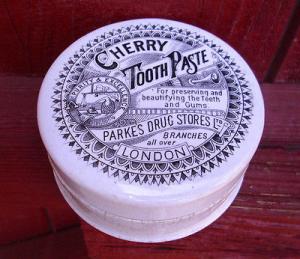 CHERRY
TOOTH PASTE
For preserving and
beautifying the Teeth
and Gums
PARKES DRUG STORES LTD
BRANCHES
all over
LONDON